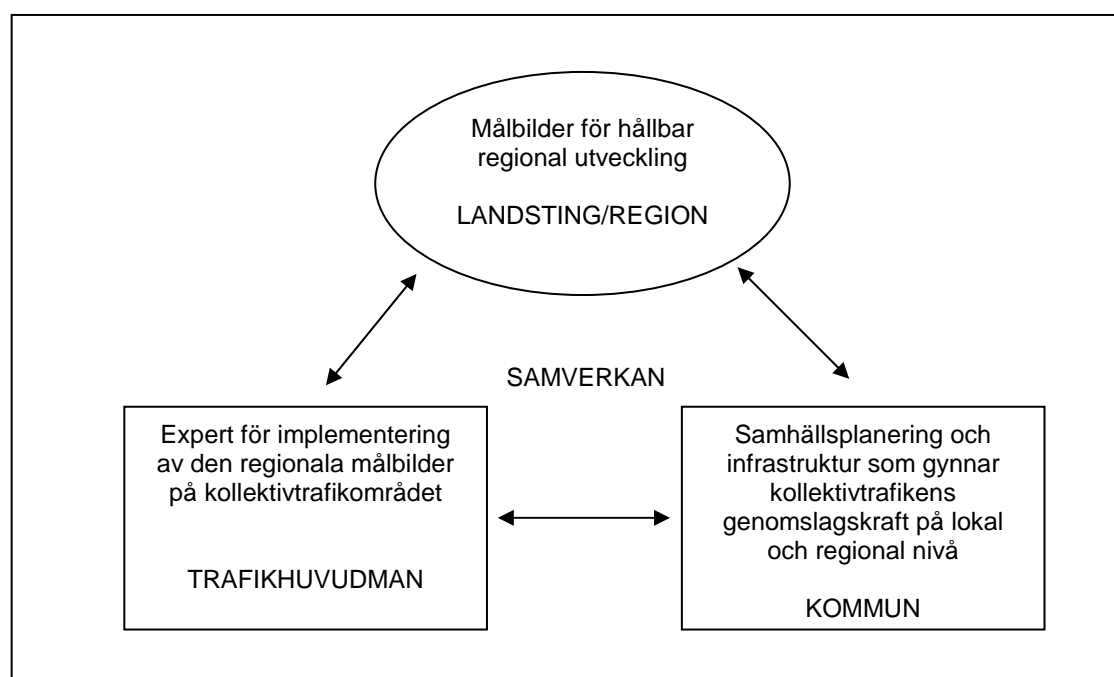 Målbilder för hållbar
regional utveckling
LANDSTING/REGION
SAMVERKAN
Expert för implementering
av den regionala målbilder
på kollektivtrafikområdet
TRAFIKHUVUDMAN
Samhällsplanering och
infrastruktur som gynnar
kollektivtrafikens
genomslagskraft på lokal
och regional nivå
KOMMUN